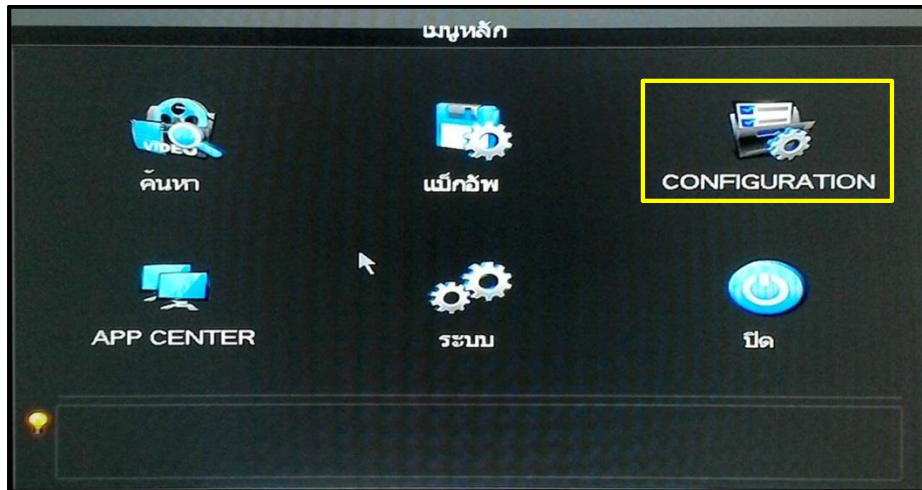 เมนูหลัก
VIDEO
ค้นหา
แบ็กอัพ
CONFIGURATION
APP CENTER
ระบบ
ปิด